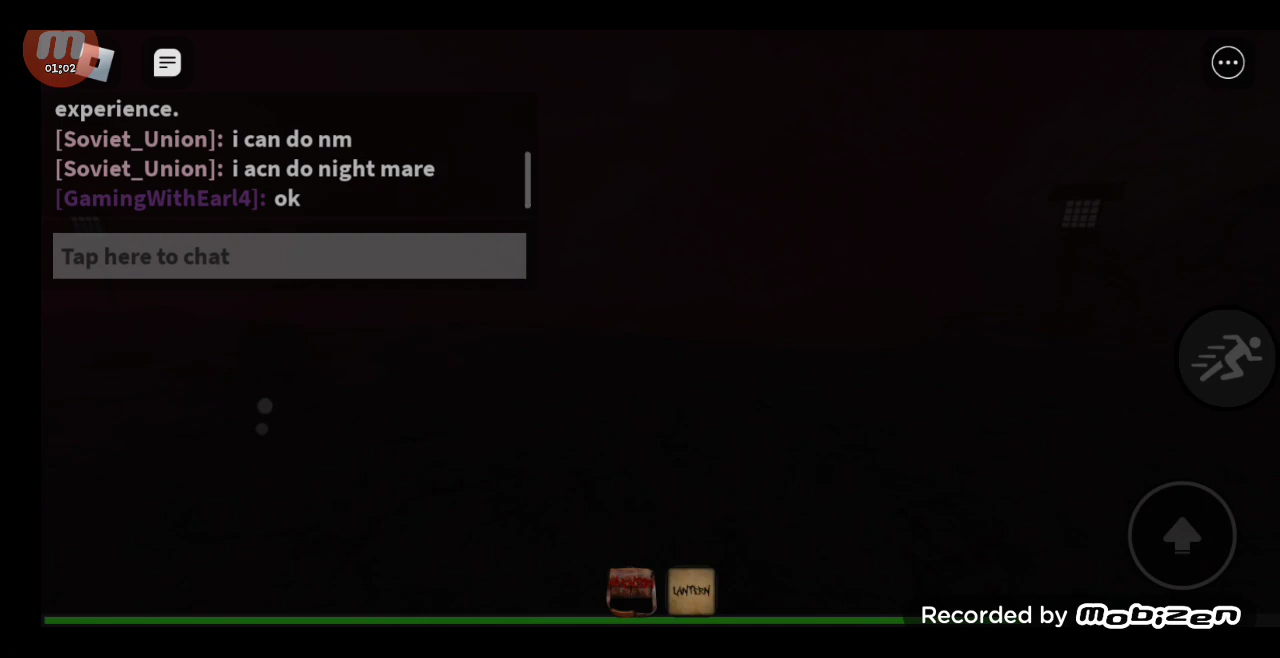 01:02
experience.
[Soviet_Union]: i can do nm
[Soviet_Union]: i acn do night mare
[GamingWithEarl4]: ok
Tap here to chat
LANTERN
Recorded by mobizen